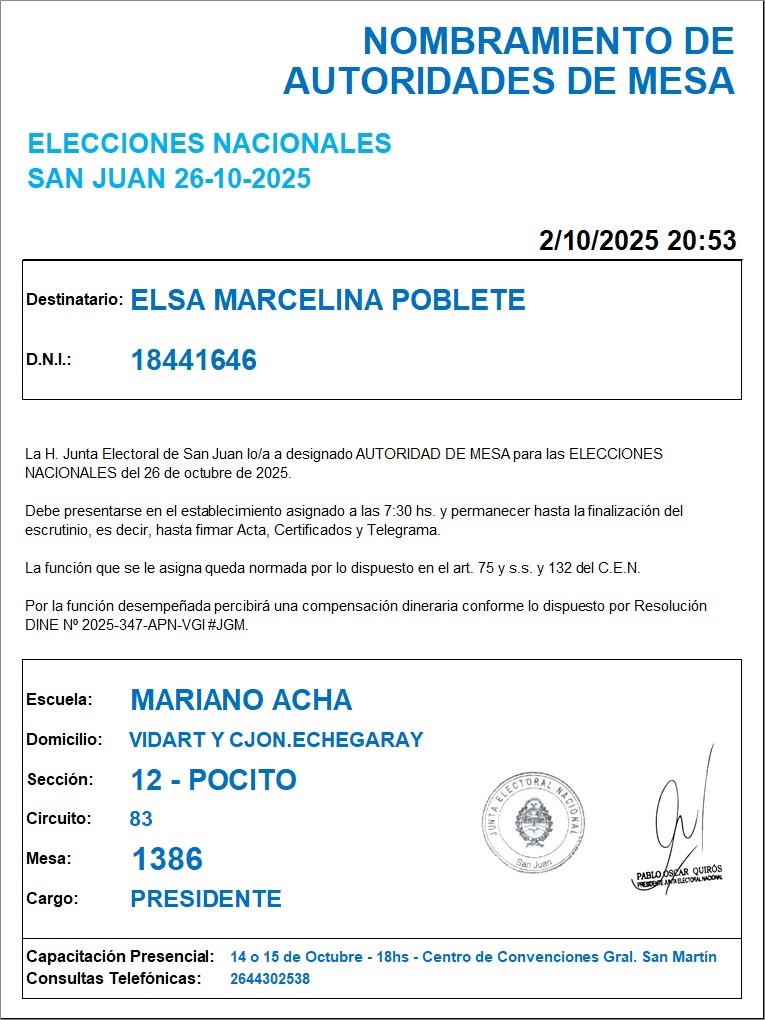 NOMBRAMIENTO DE
AUTORIDADES DE MESA
ELECCIONES NACIONALES
SAN JUAN 26-10-2025
2/10/2025 20:53
Destinatario: ELSA MARCELINA POBLETE
D.N.I.: 18441646
La H. Junta Electoral de San Juan lo/a a designado AUTORIDAD DE MESA para las ELECCIONES
NACIONALES del 26 de octubre de 2025.
Debe presentarse en el establecimiento asignado a las 7:30 hs. y permanecer hasta la finalización del
escrutinio, es decir, hasta firmar Acta, Certificados y Telegrama.
La función que se le asigna queda normada por lo dispuesto en el art. 75 y s.s. y 132 del C.E.N.
Por la función desempeñada percibirá una compensación dineraria conforme lo dispuesto por Resolución
DINE Nº 2025-347-APN-VGI#JGM.
Escuela: MARIANO ACHA
Domicilio: VIDART Y CJON.ECHEGARAY
Sección: 12 - POCITO
Circuito: 83
Mesa: 1386
Cargo: PRESIDENTE
JUNTA ELECTORAL NACIONAL
San Juan
PABLO OSCAR QUIRÓS
PRESIDENTE JUNTA ELECTORAL NACIONAL
Capacitación Presencial: 14 o 15 de Octubre - 18hs - Centro de Convenciones Gral. San Martín
Consultas Telefónicas: 2644302538